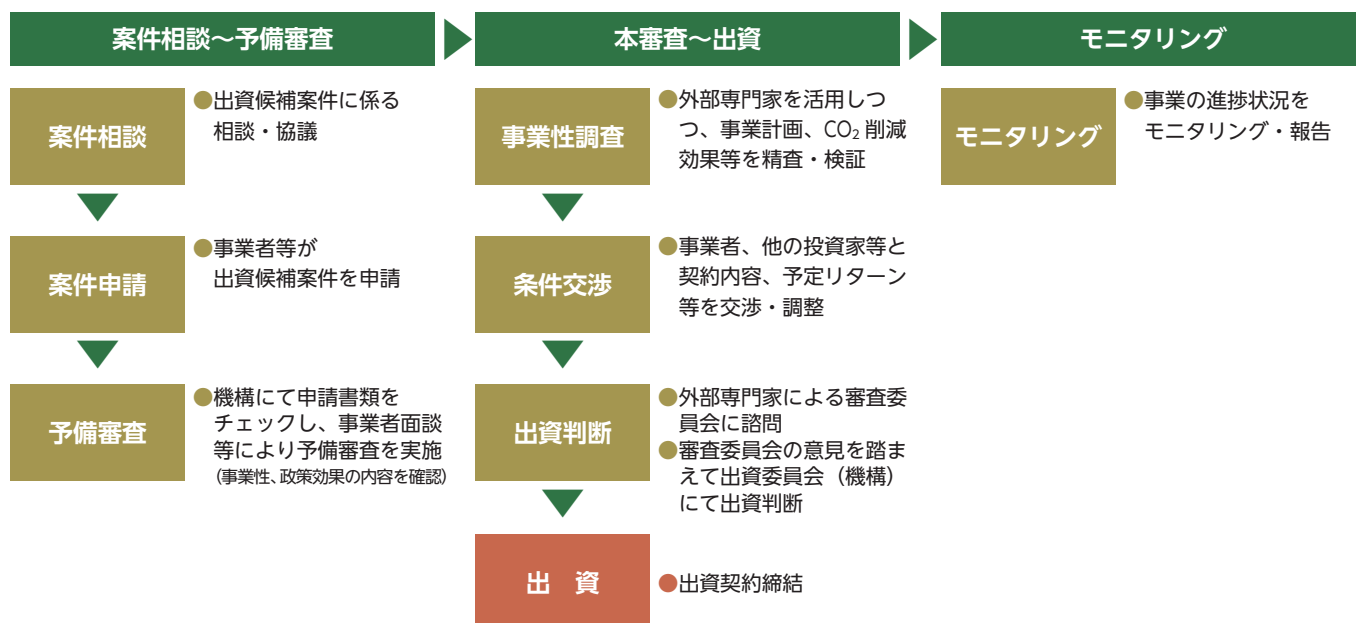 案件相談～予備審査
案件相談
●出資候補案件に係る
相談・協議
案件申請
●事業者等が
出資候補案件を申請
予備審査
●機構にて申請書類を
チェックし、事業者面談
等により予備審査を実施
(事業性、政策効果の内容を確認)
本審査～出資
事業性調査
●外部専門家を活用しつ
つ、事業計画、CO₂ 削減
効果等を精査・検証
条件交渉
●事業者、他の投資家等と
契約内容、予定リターン
等を交渉・調整
出資判断
●外部専門家による審査委
員会に諮問
●審査委員会の意見を踏ま
えて出資委員会（機構）
にて出資判断
出　資
●出資契約締結
モニタリング
モニタリング
●事業の進捗状況を
モニタリング・報告